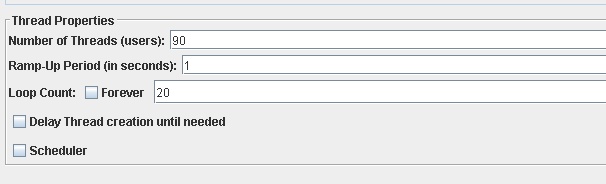 Thread Properties
Number of Threads (users): 90
Ramp-Up Period (in seconds): 1
Loop Count: Forever 20
Delay Thread creation until needed
Scheduler